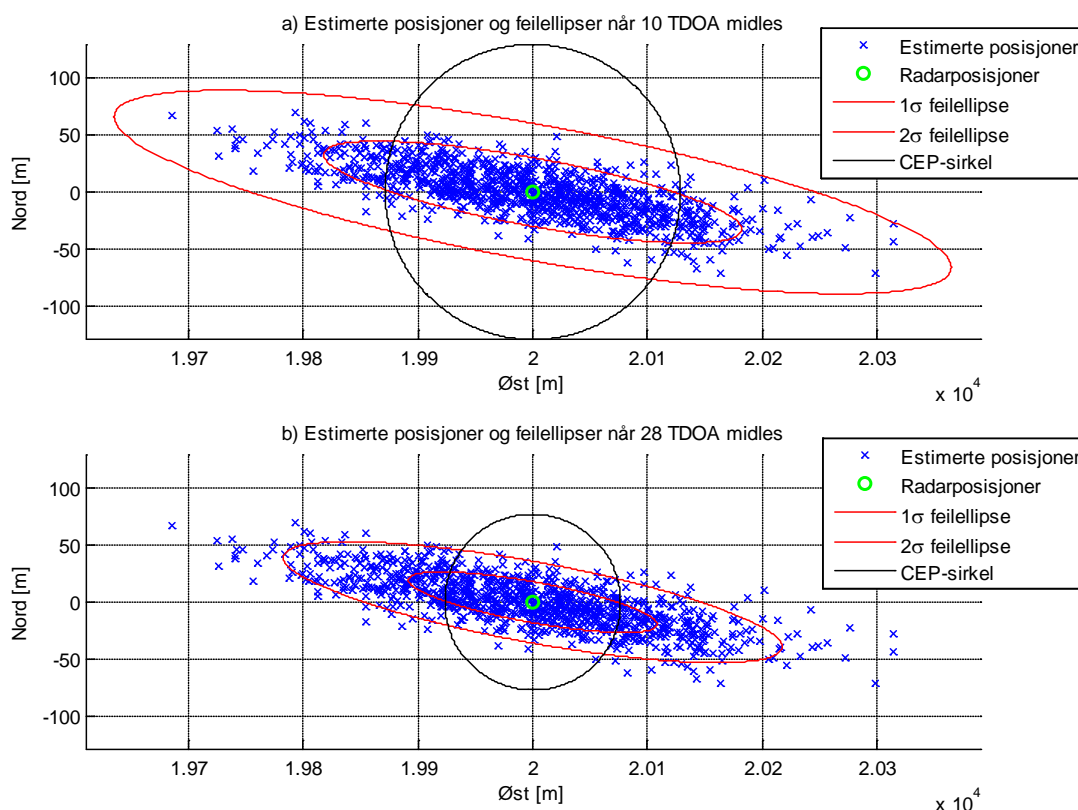 a) Estimerte posisjoner og feilellipser når 10 TDOA midles
Estimerte posisjoner
Radarposisjoner
1σ feilellipse
2σ feilellipse
CEP-sirkel
Nord [m]
100
50
0
-50
-100
1.97 1.98 1.99 2 2.01 2.02 2.03
Øst [m]
x 10^4
b) Estimerte posisjoner og feilellipser når 28 TDOA midles
Estimerte posisjoner
Radarposisjoner
1σ feilellipse
2σ feilellipse
CEP-sirkel
Nord [m]
100
50
0
-50
-100
1.97 1.98 1.99 2 2.01 2.02 2.03
Øst [m]
x 10^4